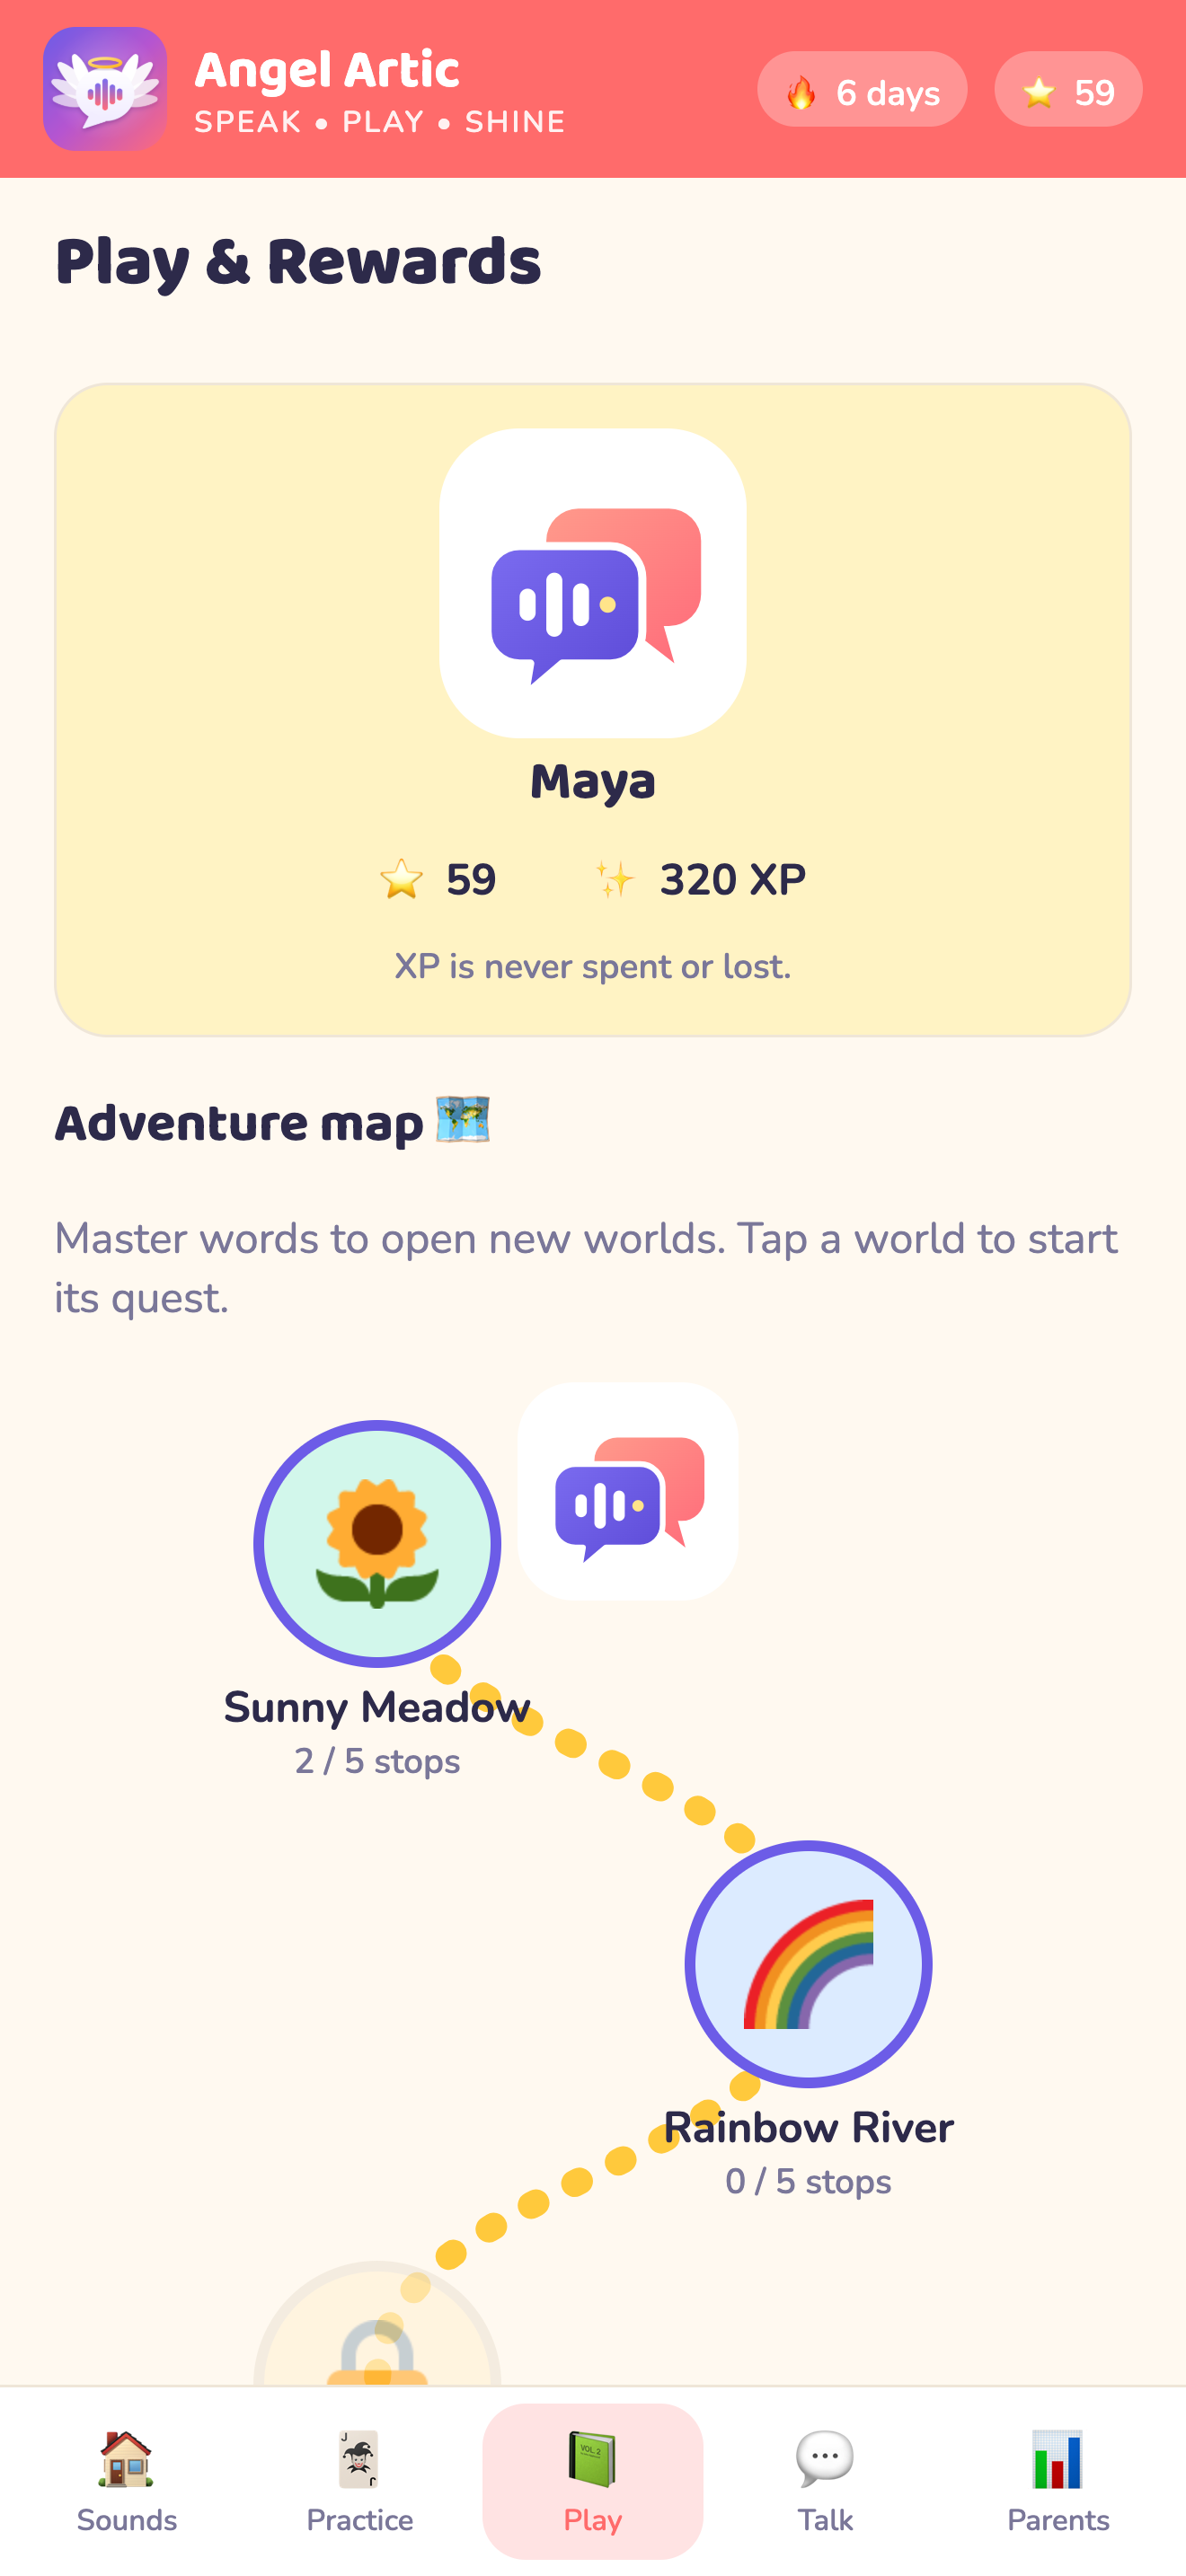 Angel Artic
SPEAK • PLAY • SHINE
🔥 6 days
⭐ 59
Play & Rewards
Maya
⭐ 59
✨ 320 XP
XP is never spent or lost.
Adventure map 🗺️
Master words to open new worlds. Tap a world to start
its quest.
Sunny Meadow
2 / 5 stops
Rainbow River
0 / 5 stops
Sounds
Practice
Play
Talk
Parents